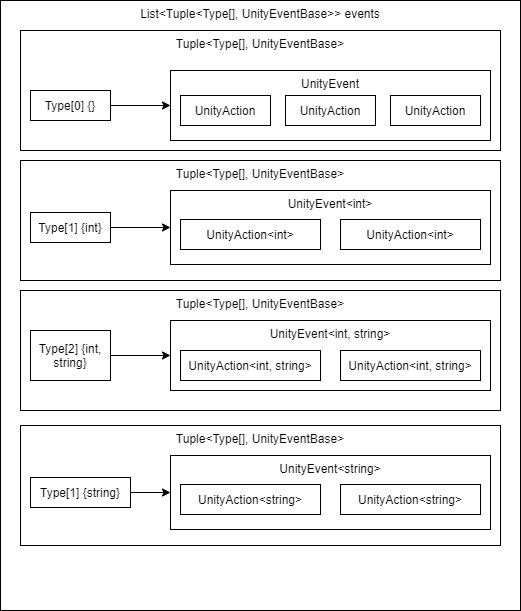 List<Tuple<Type[], UnityEventBase>> events
Tuple<Type[], UnityEventBase>
UnityEvent
Type[0] {}
UnityAction
UnityAction
UnityAction
Tuple<Type[], UnityEventBase>
UnityEvent<int>
Type[1] {int}
UnityAction<int>
UnityAction<int>
Tuple<Type[], UnityEventBase>
UnityEvent<int, string>
Type[2] {int,
string}
UnityAction<int, string>
UnityAction<int, string>
Tuple<Type[], UnityEventBase>
UnityEvent<string>
Type[1] {string}
UnityAction<string>
UnityAction<string>